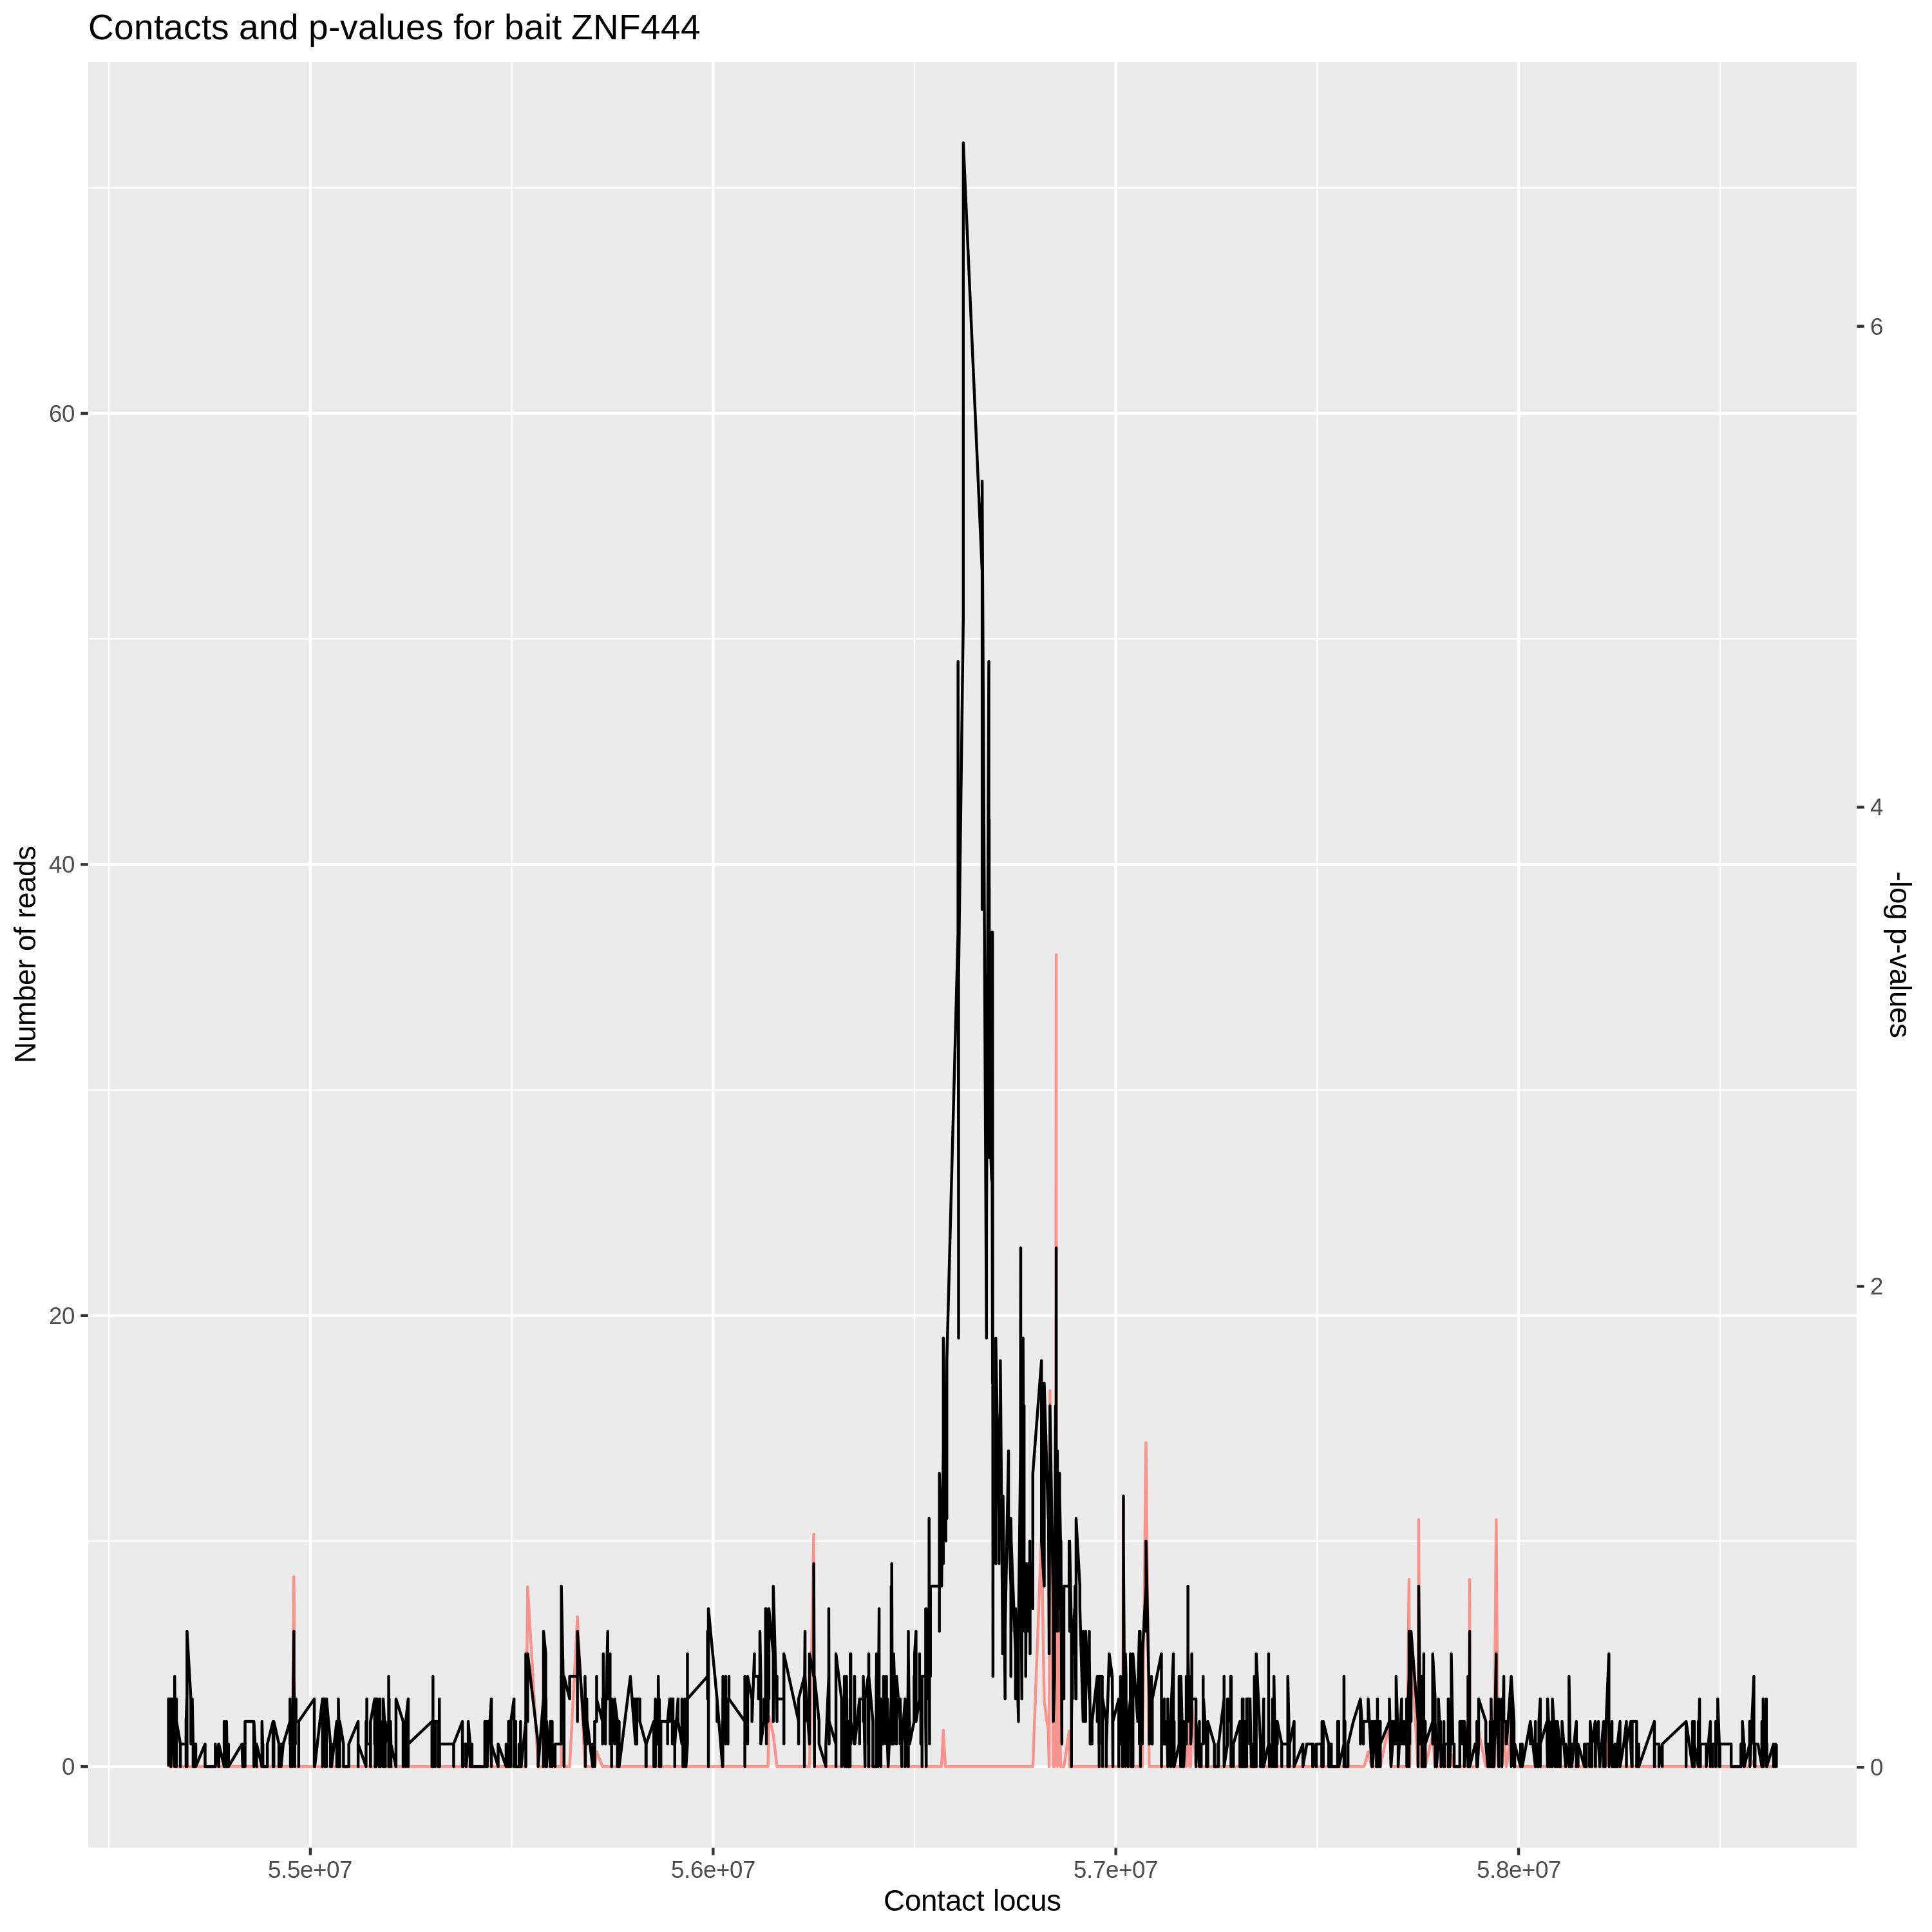 Contacts and p-values for bait ZNF444
60
40
20
0
Number of reads
6
4
2
0
-log p-values
5.5e+07
5.6e+07
5.7e+07
5.8e+07
Contact locus